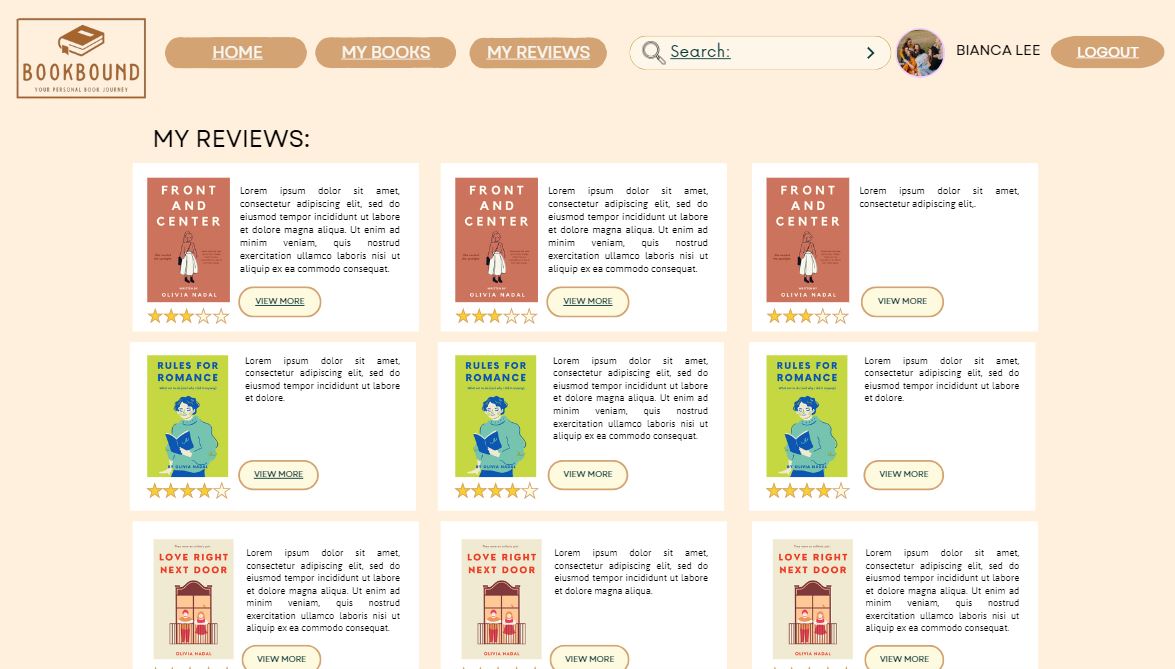 BOOKBOUND
YOUR PERSONAL BOOK JOURNEY
HOME
MY BOOKS
MY REVIEWS
Search:
BIANCA LEE
LOGOUT
MY REVIEWS:
FRONT
AND
CENTER
WRITTEN BY
OLIVIA NADAL
Lorem ipsum dolor sit amet,
consectetur adipiscing elit, sed do
eiusmod tempor incididunt ut labore
et dolore magna aliqua. Ut enim ad
minim veniam, quis nostrud
exercitation ullamco laboris nisi ut
aliquip ex ea commodo consequat.
VIEW MORE
FRONT
AND
CENTER
WRITTEN BY
OLIVIA NADAL
Lorem ipsum dolor sit amet,
consectetur adipiscing elit, sed do
eiusmod tempor incididunt ut labore
et dolore magna aliqua. Ut enim ad
minim veniam, quis nostrud
exercitation ullamco laboris nisi ut
aliquip ex ea commodo consequat.
VIEW MORE
FRONT
AND
CENTER
WRITTEN BY
OLIVIA NADAL
Lorem ipsum dolor sit amet,
consectetur adipiscing elit,.
VIEW MORE
RULES FOR
ROMANCE
BY OLIVIA NADAL
Lorem ipsum dolor sit amet,
consectetur adipiscing elit, sed do
eiusmod tempor incididunt ut labore
et dolore.
VIEW MORE
RULES FOR
ROMANCE
BY OLIVIA NADAL
Lorem ipsum dolor sit amet,
consectetur adipiscing elit, sed do
eiusmod tempor incididunt ut labore
et dolore magna aliqua. Ut enim ad
minim veniam, quis nostrud
exercitation ullamco laboris nisi ut
aliquip ex ea commodo consequat.
VIEW MORE
RULES FOR
ROMANCE
BY OLIVIA NADAL
Lorem ipsum dolor sit amet,
consectetur adipiscing elit, sed do
eiusmod tempor incididunt ut labore
et dolore.
VIEW MORE
LOVE RIGHT
NEXT DOOR
OLIVIA NADAL
Lorem ipsum dolor sit amet,
consectetur adipiscing elit, sed do
eiusmod tempor incididunt ut labore
et dolore magna aliqua. Ut enim ad
minim veniam, quis nostrud
exercitation ullamco laboris nisi ut
aliquip ex ea commodo consequat.
VIEW MORE
LOVE RIGHT
NEXT DOOR
OLIVIA NADAL
Lorem ipsum dolor sit amet,
consectetur adipiscing elit, sed do
eiusmod tempor incididunt ut labore
et dolore magna aliqua.
VIEW MORE
LOVE RIGHT
NEXT DOOR
OLIVIA NADAL
Lorem ipsum dolor sit amet,
consectetur adipiscing elit, sed do
eiusmod tempor incididunt ut labore
et dolore magna aliqua. Ut enim ad
minim veniam, quis nostrud
exercitation ullamco laboris nisi ut
aliquip ex ea commodo consequat.
VIEW MORE